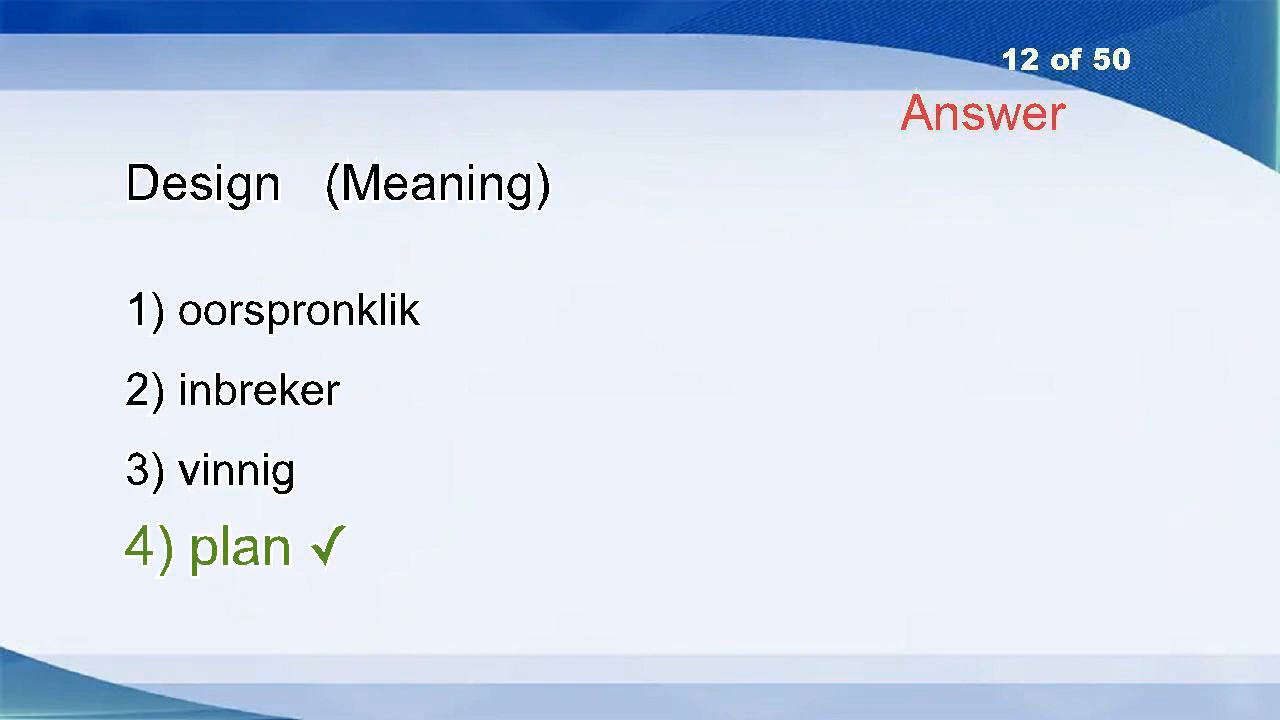 12 of 50
Answer
Design (Meaning)
1) oorspronklik
2) inbreker
3) vinnig
4) plan ✓